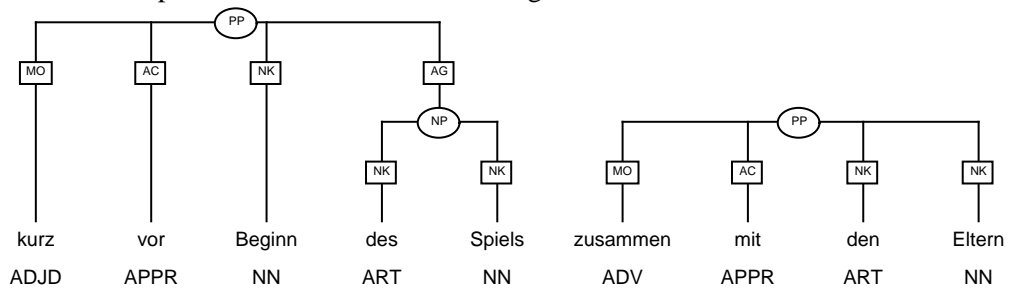 PP
MO AC NK AG
NP PP
NK NK MO AC NK NK
kurz vor Beginn des Spiels zusammen mit den Eltern
ADJD APPR NN ART NN ADV APPR ART NN